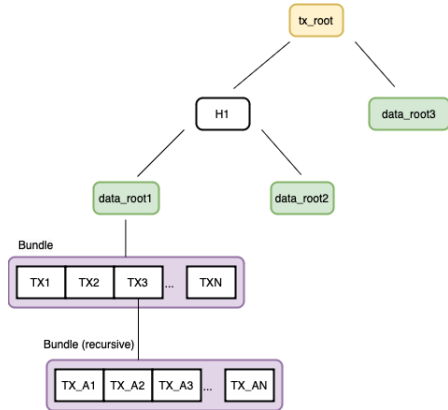 tx_root
H1
data_root3
data_root1
data_root2
Bundle
TX1 TX2 TX3 ... TXN
Bundle (recursive)
TX_A1 TX_A2 TX_A3 ... TX_AN